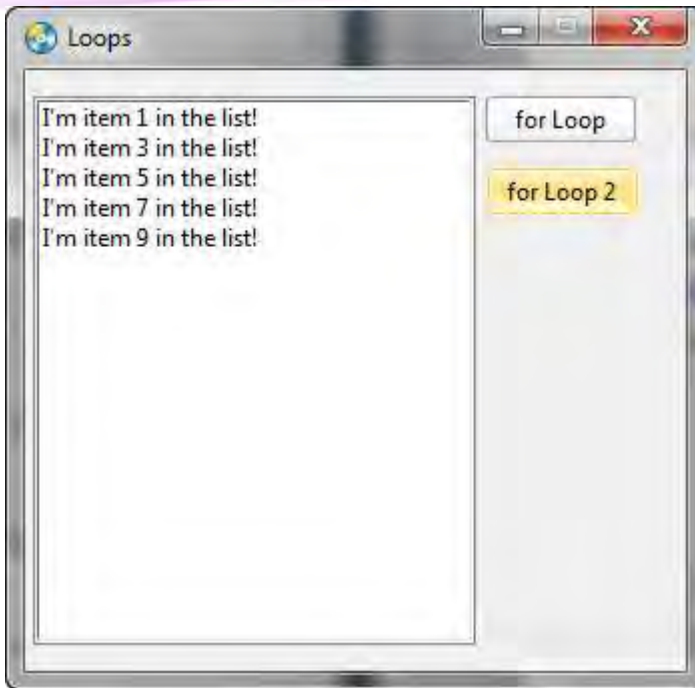 Loops
I'm item 1 in the list!
I'm item 3 in the list!
I'm item 5 in the list!
I'm item 7 in the list!
I'm item 9 in the list!
for Loop
for Loop 2